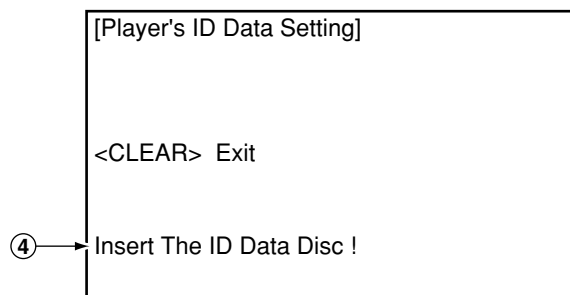 [Player's ID Data Setting]
<CLEAR> Exit
④ Insert The ID Data Disc !